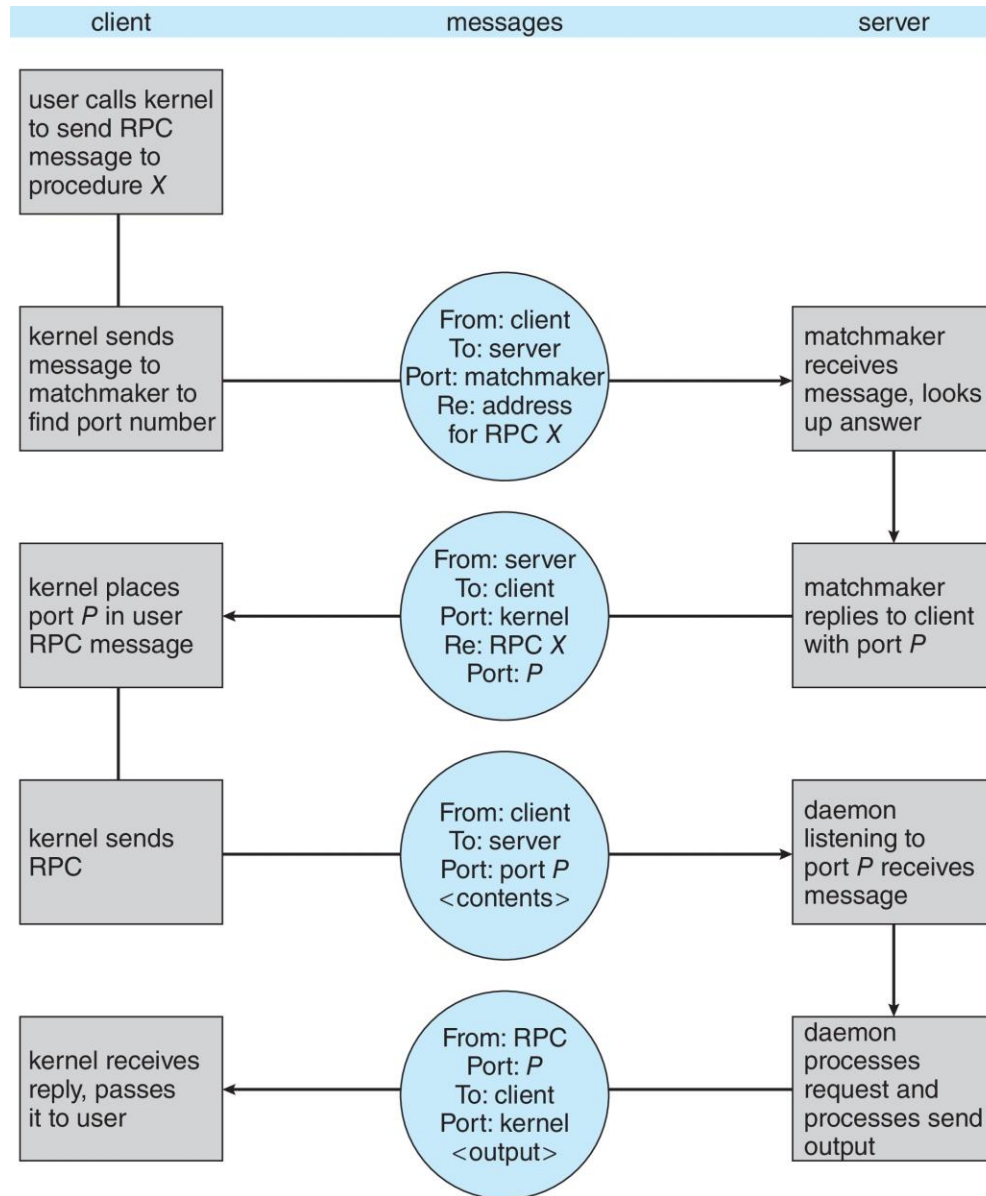 client
messages
server
user calls kernel
to send RPC
message to
procedure X
kernel sends
message to
matchmaker to
find port number
From: client
To: server
Port: matchmaker
Re: address
for RPC X
matchmaker
receives
message, looks
up answer
kernel places
port P in user
RPC message
From: server
To: client
Port: kernel
Re: RPC X
Port: P
matchmaker
replies to client
with port P
kernel sends
RPC
From: client
To: server
Port: port P
<contents>
daemon
listening to
port P receives
message
kernel receives
reply, passes
it to user
From: RPC
Port: P
To: client
Port: kernel
<output>
daemon
processes
request and
processes send
output